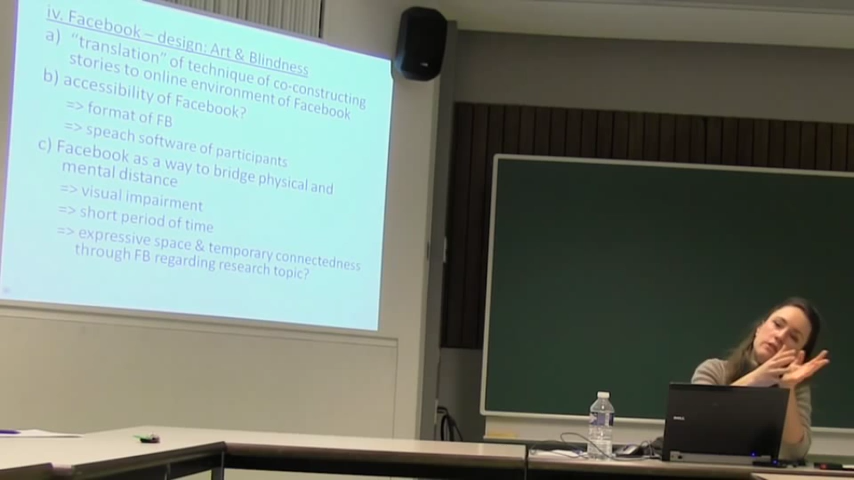 iv. Facebook – design: Art & Blindness
a) "translation" of technique of co-constructing
stories to online environment of Facebook
b) accessibility of Facebook?
=> format of FB
=> speach software of participants
c) Facebook as a way to bridge physical and
mental distance
=> visual impairment
=> short period of time
=> expressive space & temporary connectedness
through FB regarding research topic?
DELL